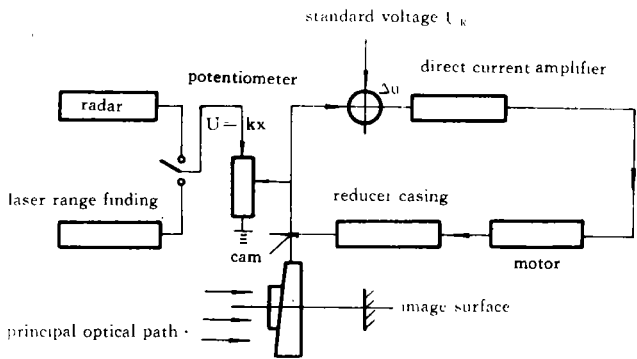 standard voltage U_R
potentiometer
Δu
direct current amplifier
radar
U = kx
laser range finding
reducer casing
cam
motor
image surface
principal optical path